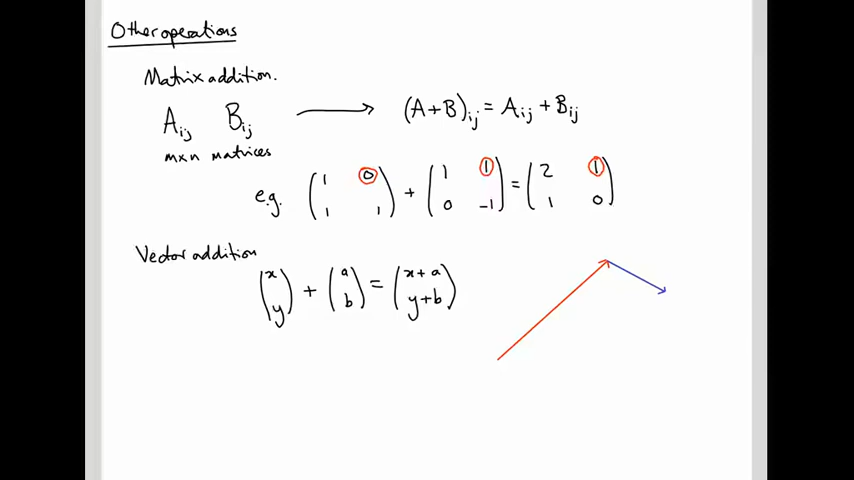 Other operations
Matrix addition.
A_ij B_ij ⟶ (A+B)_ij = A_ij + B_ij
m×n matrices
e.g. (1 0; 1 1) + (1 1; 0 -1) = (2 1; 1 0)
Vector addition
(x; y) + (a; b) = (x+a; y+b)